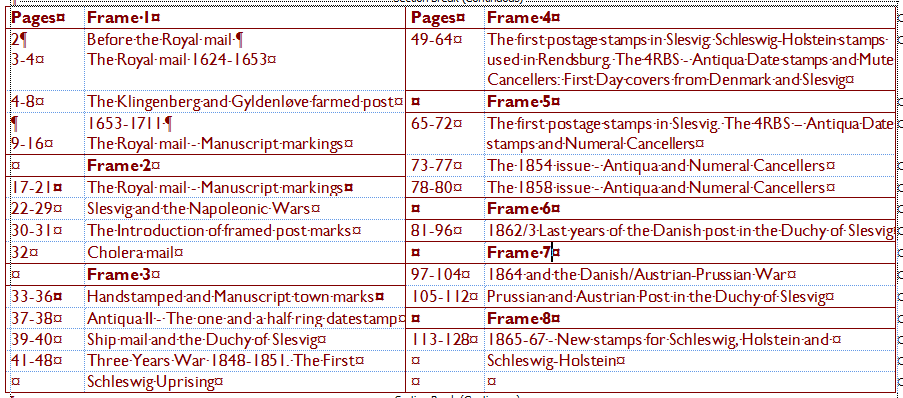 Section Break (Continuous)
Pages¤ Frame·1¤
2¶ Before·the·Royal·mail·¶
3-4¤ The·Royal·mail·1624-1653¤
4-8¤ The·Klingenberg·and·Gyldenløve·farmed·post¤
¶ 1653-1711·¶
9-16¤ The·Royal·mail·-·Manuscript·markings¤
¤ Frame·2¤
17-21¤ The·Royal·mail·-·Manuscript·markings¤
22-29¤ Slesvig·and·the·Napoleonic·Wars¤
30-31¤ The·Introduction·of·framed·post·marks¤
32¤ Cholera·mail¤
¤ Frame·3¤
33-36¤ Handstamped·and·Manuscript·town·marks¤
37-38¤ Antiqua·II·-·The·one·and·a·half·ring·datestamp¤
39-40¤ Ship·mail·and·the·Duchy·of·Slesvig¤
41-48¤ Three·Years·War·1848-1851.·The·First¤
¤ Schleswig·Uprising¤
Pages¤ Frame·4¤
49-64¤ The·first·postage·stamps·in·Slesvig·Schleswig-Holstein·stamps·
used·in·Rendsburg.·The·4RBS·-·Antiqua·Date·stamps·and·Mute·
Cancellers:·First·Day·covers·from·Denmark·and·Slesvig¤
¤ Frame·5¤
65-72¤ The·first·postage·stamps·in·Slesvig.·The·4RBS·–·Antiqua·Date
stamps·and·Numeral·Cancellers¤
73-77¤ The·1854·issue·-·Antiqua·and·Numeral·Cancellers¤
78-80¤ The·1858·issue·-·Antiqua·and·Numeral·Cancellers¤
¤ Frame·6¤
81-96¤ 1862/3·Last·years·of·the·Danish·post·in·the·Duchy·of·Slesvig
¤ Frame·7¤
97-104¤ 1864·and·the·Danish/Austrian-Prussian·War¤
105-112¤ Prussian·and·Austrian·Post·in·the·Duchy·of·Slesvig¤
¤ Frame·8¤
113-128¤ 1865-67·-·New·stamps·for·Schleswig,·Holstein·and·¤
¤ Schleswig-Holstein¤
¤ ¤
Section Break (Continuous)